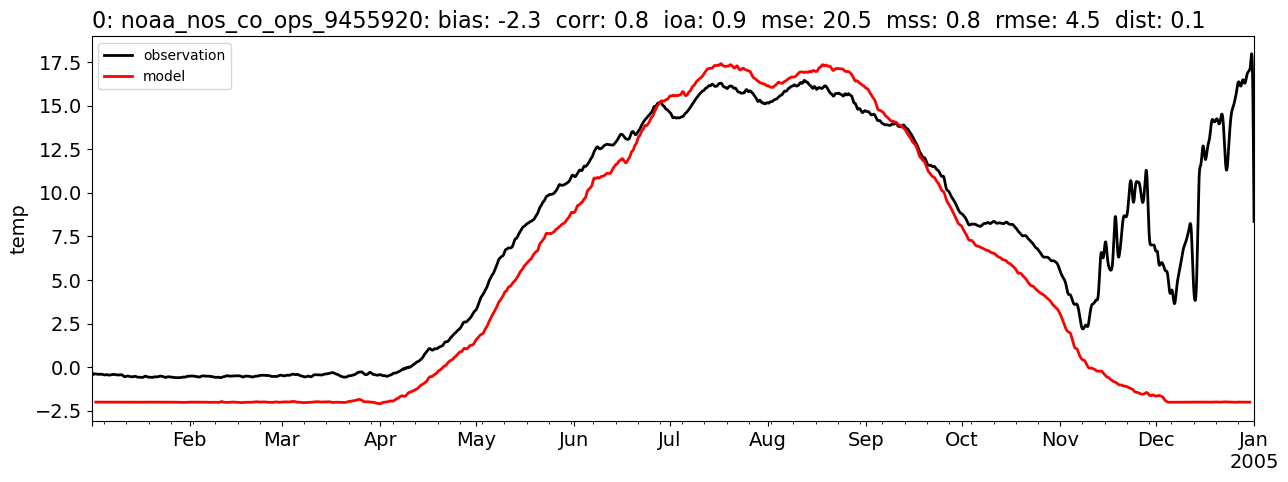 0: noaa_nos_co_ops_9455920: bias: -2.3  corr: 0.8  ioa: 0.9  mse: 20.5  mss: 0.8  rmse: 4.5  dist: 0.1
observation
model
17.5
15.0
12.5
10.0
7.5
5.0
2.5
0.0
−2.5
temp
Feb Mar Apr May Jun Jul Aug Sep Oct Nov Dec Jan
2005